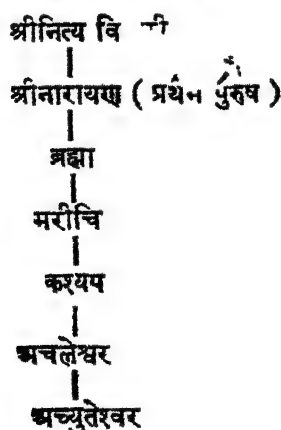 श्रीनित्य वि
श्रीनारायण ( प्रथम पुरुष )
ब्रह्मा
मरीचि
कश्यप
अचलेश्वर
अच्युतेश्वर